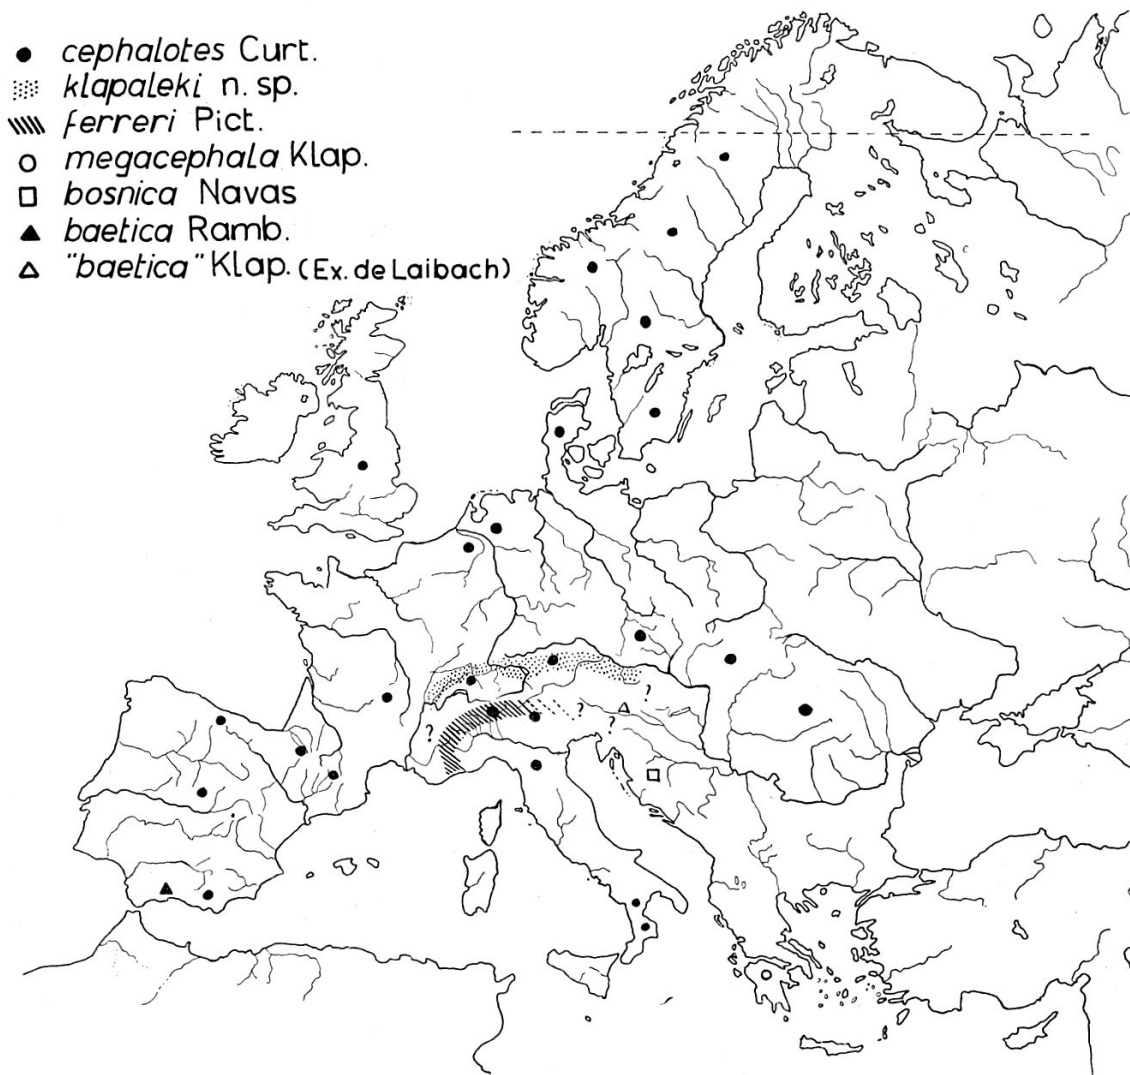 cephalotes Curt.
klapaleki n. sp.
ferreri Pict.
megacephala Klap.
bosnica Navas
baetica Ramb.
"baetica" Klap. (Ex. de Laibach)
?
?
?
?